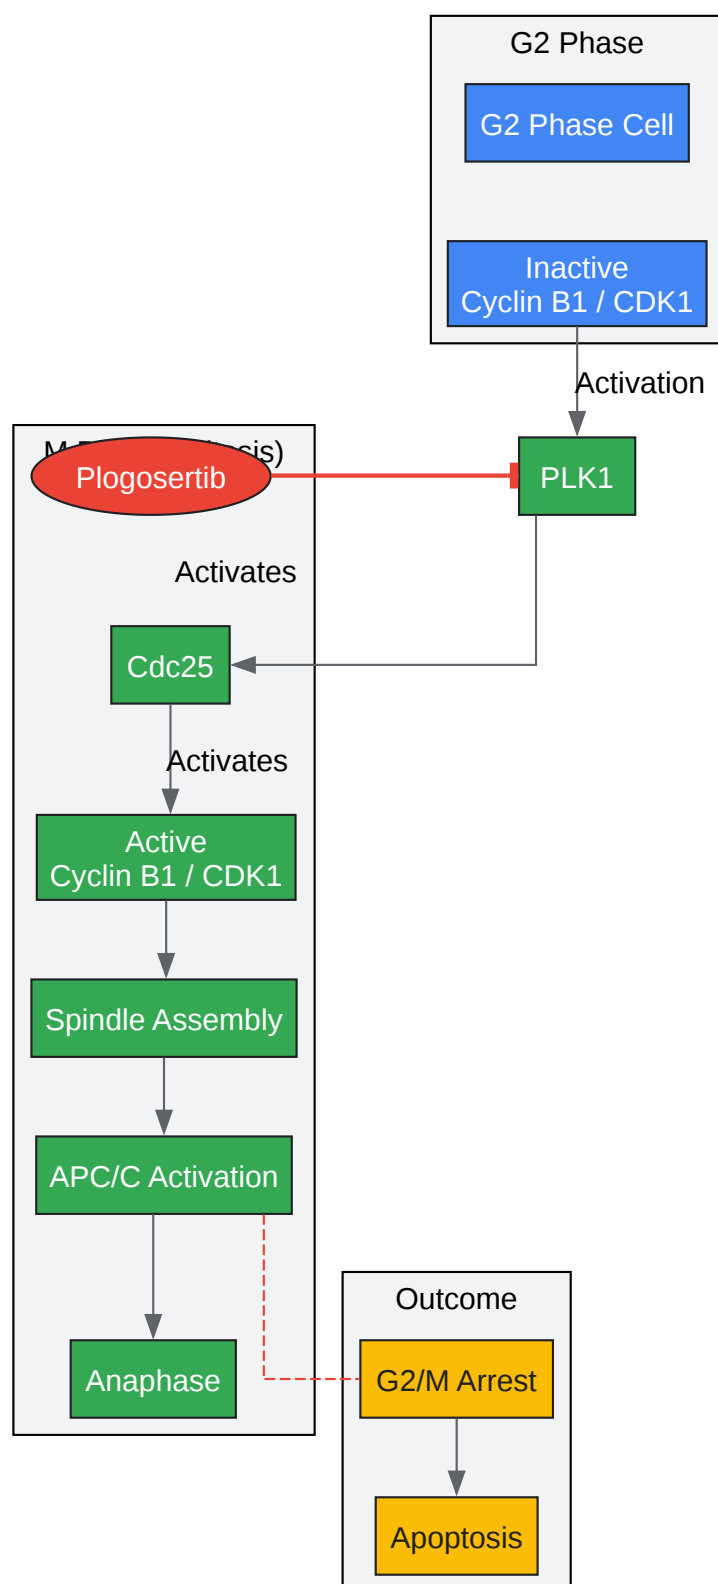 G2 Phase
G2 Phase Cell
Inactive
Cyclin B1 / CDK1
Activation
PLK1
Plogosertib
Activates
Cdc25
Activates
Active
Cyclin B1 / CDK1
Spindle Assembly
APC/C Activation
Anaphase
Outcome
G2/M Arrest
Apoptosis